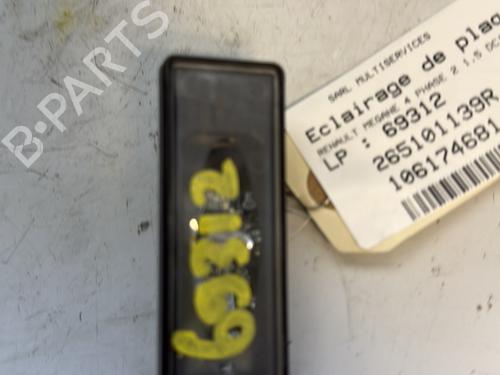 B-PARTS
SARL MULTISERVICES
Eclairage de plaq
RENAULT MEGANE 4 PHASE 2 1.5 DCI
LP : 69312
265101139R
106174681
69312